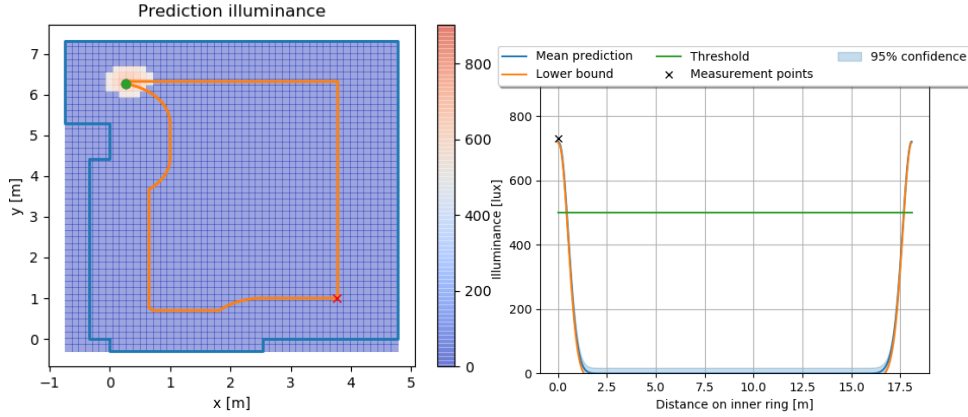 Prediction illuminance
7
6
5
4
3
2
1
0
y [m]
−1 0 1 2 3 4 5
x [m]
800
600
400
200
0
Mean prediction
Lower bound
Threshold
Measurement points
95% confidence
800
600
400
200
0
Illuminance [lux]
0.0 2.5 5.0 7.5 10.0 12.5 15.0 17.5
Distance on inner ring [m]